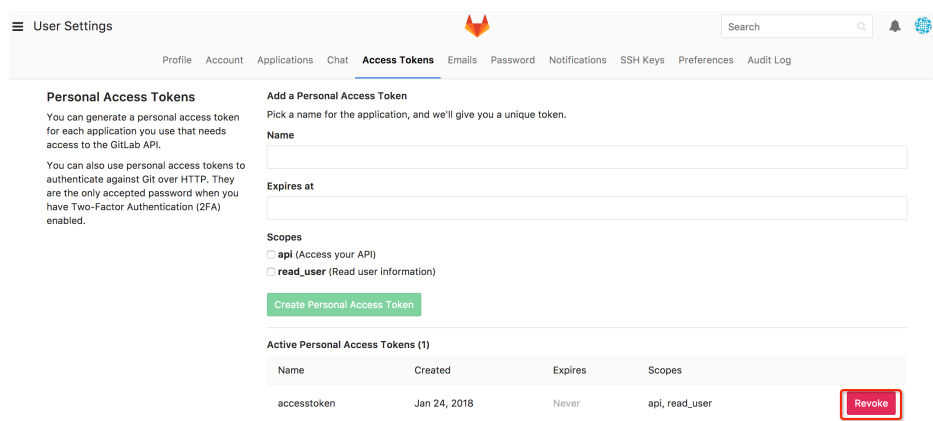 User Settings
Search
Profile Account Applications Chat Access Tokens Emails Password Notifications SSH Keys Preferences Audit Log
Personal Access Tokens
You can generate a personal access token
for each application you use that needs
access to the GitLab API.
You can also use personal access tokens to
authenticate against Git over HTTP. They
are the only accepted password when you
have Two-Factor Authentication (2FA)
enabled.
Add a Personal Access Token
Pick a name for the application, and we'll give you a unique token.
Name
Expires at
Scopes
api (Access your API)
read_user (Read user information)
Create Personal Access Token
Active Personal Access Tokens (1)
Name Created Expires Scopes
accesstoken Jan 24, 2018 Never api, read_user Revoke